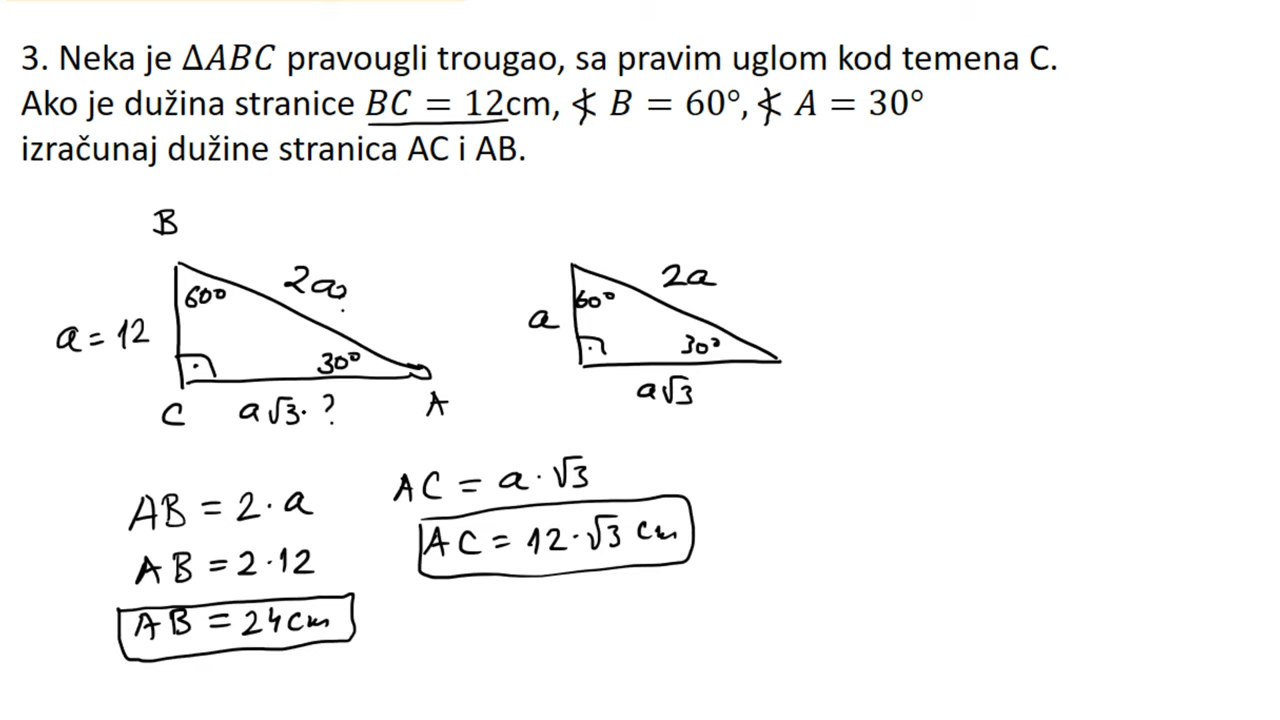 3. Neka je ΔABC pravougli trougao, sa pravim uglom kod temena C.
Ako je dužina stranice BC = 12cm, ∢ B = 60°, ∢ A = 30°
izračunaj dužine stranica AC i AB.
B
60°
2a?
a = 12
30°
C
a√3 · ?
A
2a
60°
a
30°
a√3
AB = 2·a
AB = 2·12
AB = 24cm
AC = a·√3
AC = 12·√3 cm